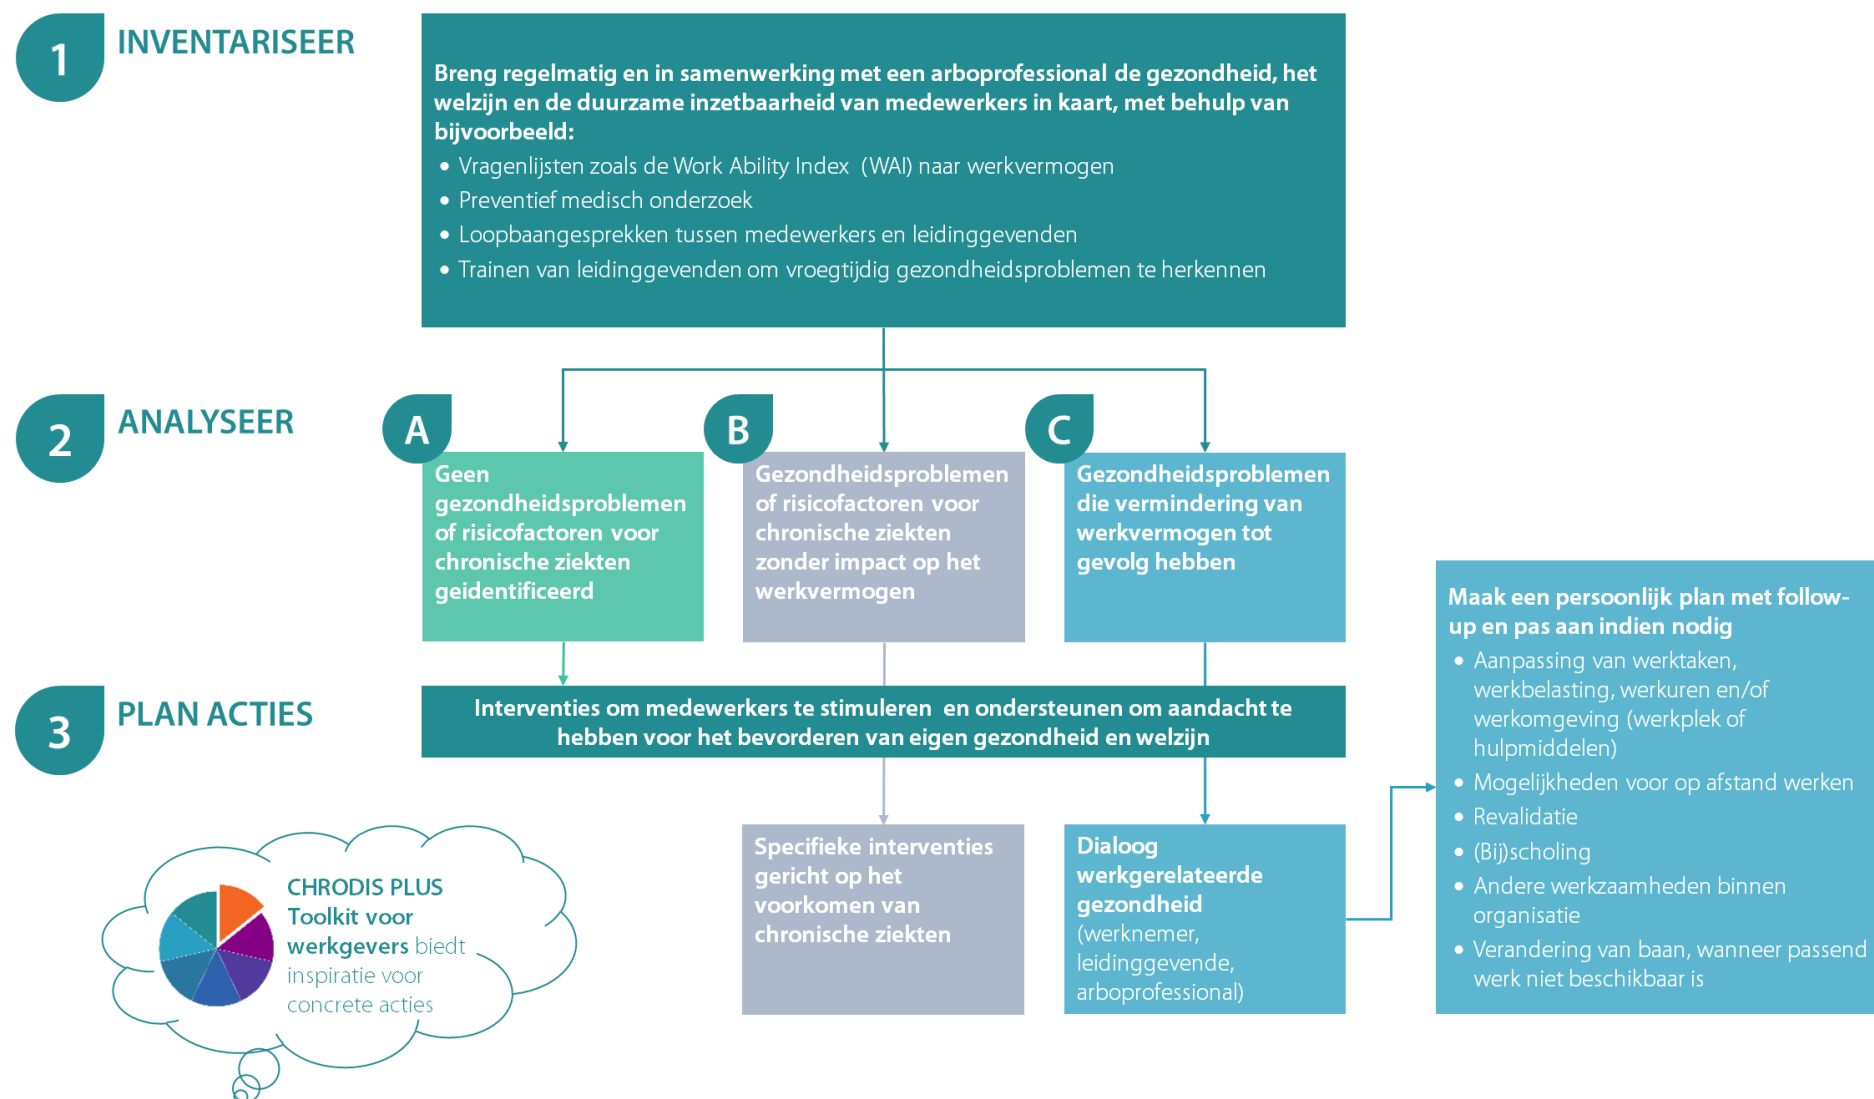 1
INVENTARISEER
Breng regelmatig en in samenwerking met een arboprofessional de gezondheid, het
welzijn en de duurzame inzetbaarheid van medewerkers in kaart, met behulp van
bijvoorbeeld:
• Vragenlijsten zoals de Work Ability Index (WAI) naar werkvermogen
• Preventief medisch onderzoek
• Loopbaangesprekken tussen medewerkers en leidinggevenden
• Trainen van leidinggevenden om vroegtijdig gezondheidsproblemen te herkennen
2
ANALYSEER
A
Geen
gezondheidsproblemen
of risicofactoren voor
chronische ziekten
geidentificeerd
B
Gezondheidsproblemen
of risicofactoren voor
chronische ziekten
zonder impact op het
werkvermogen
C
Gezondheidsproblemen
die vermindering van
werkvermogen tot
gevolg hebben
3
PLAN ACTIES
Interventies om medewerkers te stimuleren en ondersteunen om aandacht te
hebben voor het bevorderen van eigen gezondheid en welzijn
Specifieke interventies
gericht op het
voorkomen van
chronische ziekten
Dialoog
werkgerelateerde
gezondheid
(werknemer,
leidinggevende,
arboprofessional)
Maak een persoonlijk plan met follow-
up en pas aan indien nodig
• Aanpassing van werktaken,
werkbelasting, werkuren en/of
werkomgeving (werkplek of
hulpmiddelen)
• Mogelijkheden voor op afstand werken
• Revalidatie
• (Bij)scholing
• Andere werkzaamheden binnen
organisatie
• Verandering van baan, wanneer passend
werk niet beschikbaar is
CHRODIS PLUS
Toolkit voor
werkgevers biedt
inspiratie voor
concrete acties